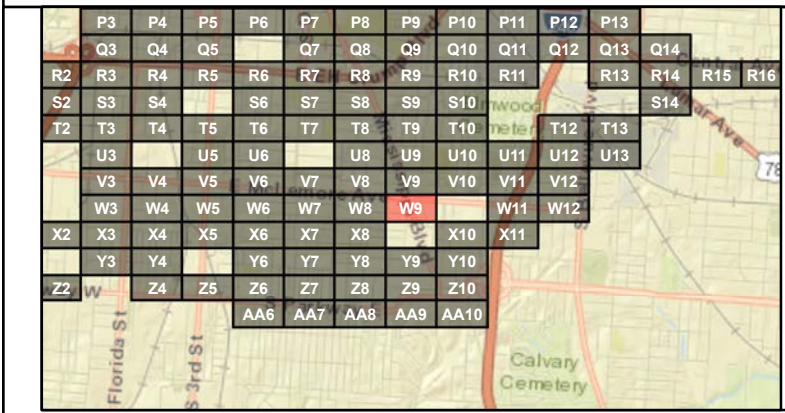 P3 P4 P5 P6 P7 P8 P9 P10 P11 P12 P13
Q3 Q4 Q5 Q7 Q8 Q9 Q10 Q11 Q12 Q13 Q14
R2 R3 R4 R5 R6 R7 R8 R9 R10 R11 R13 R14 R15 R16
S2 S3 S4 S6 S7 S8 S9 S10 S14
T2 T3 T4 T5 T6 T7 T8 T9 T10 T12 T13
U3 U5 U6 U8 U9 U10 U11 U12 U13
V3 V4 V5 V6 V7 V8 V9 V10 V11 V12
W3 W4 W5 W6 W7 W8 W9 W11 W12
X2 X3 X4 X5 X6 X7 X8 X10 X11
Y3 Y4 Y6 Y7 Y8 Y9 Y10
Z2 Z4 Z5 Z6 Z7 Z8 Z9 Z10
AA6 AA7 AA8 AA9 AA10
Lamar Ave
78
Cemetery
Florida St
S 3rd St
Calvary
Cemetery